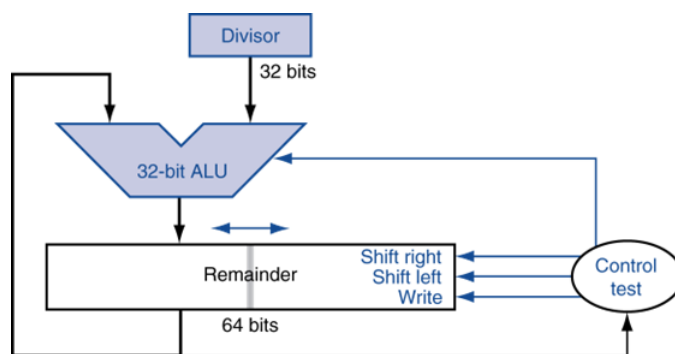 Divisor
32 bits
32-bit ALU
Remainder
Shift right
Shift left
Write
Control
test
64 bits